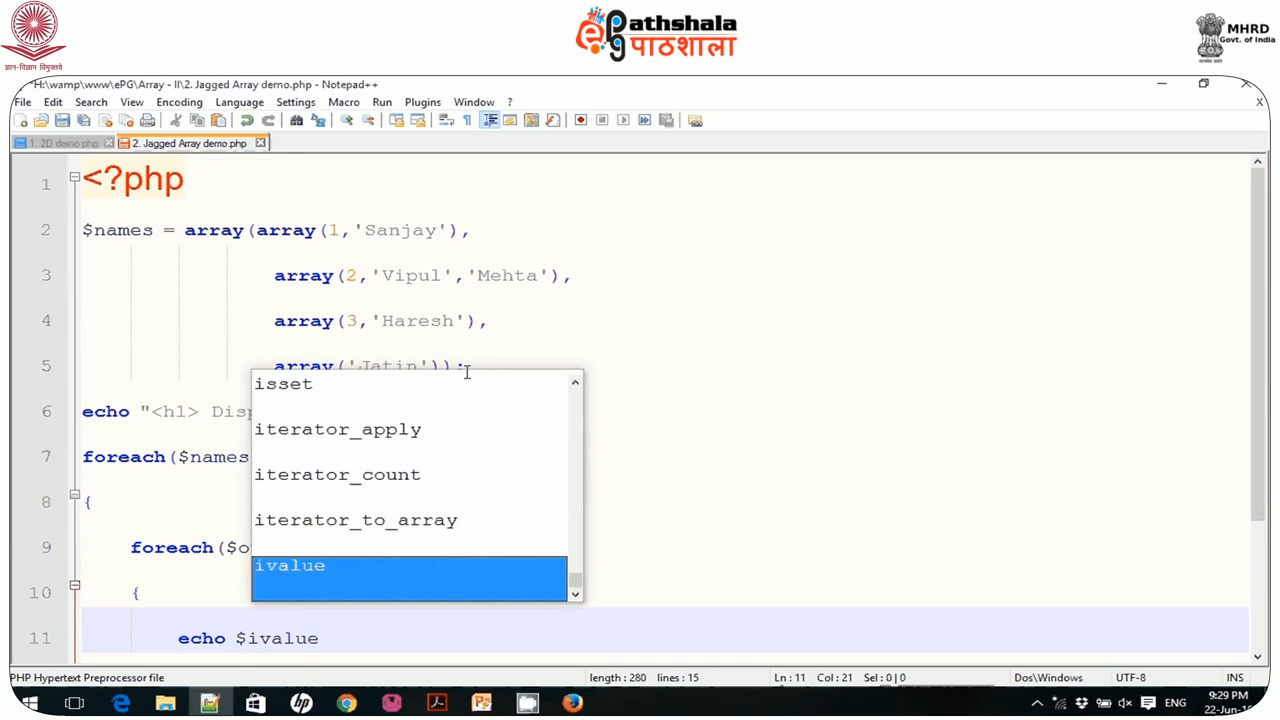 ज्ञान-विज्ञान विमुक्तये
ePG Pathshala
पाठशाला
MHRD
Govt. of India
*H:\wamp\www\ePG\Array - II\2. Jagged Array demo.php - Notepad++
File Edit Search View Encoding Language Settings Macro Run Plugins Window ? X
1. 2D demo.php 2. Jagged Array demo.php
1 <?php
2 $names = array(array(1,'Sanjay'),
3 array(2,'Vipul','Mehta'),
4 array(3,'Haresh'),
5 array('Jatin'));
isset
6 echo "<h1> Disp
iterator_apply
7 foreach($names
iterator_count
8 {
iterator_to_array
9 foreach($o
ivalue
10 {
11 echo $ivalue
PHP Hypertext Preprocessor file length : 280 lines : 15 Ln : 11 Col : 21 Sel : 0 | 0 Dos\Windows UTF-8 INS
ENG 9:29 PM